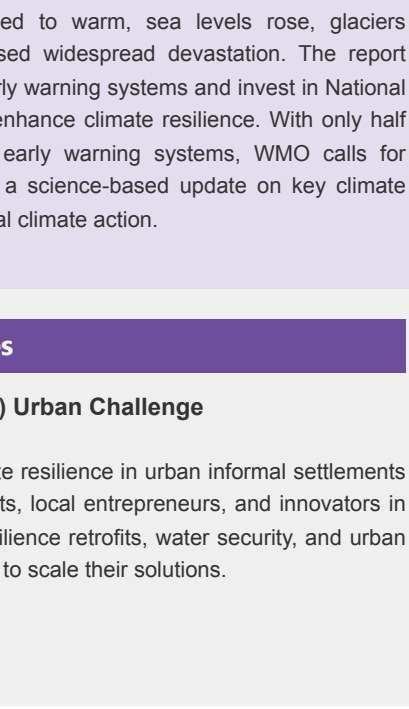 ed to warm, sea levels rose, glaciers
sed widespread devastation. The report
rly warning systems and invest in National
enhance climate resilience. With only half
early warning systems, WMO calls for
a science-based update on key climate
al climate action.
s
) Urban Challenge
te resilience in urban informal settlements
ts, local entrepreneurs, and innovators in
ilience retrofits, water security, and urban
to scale their solutions.